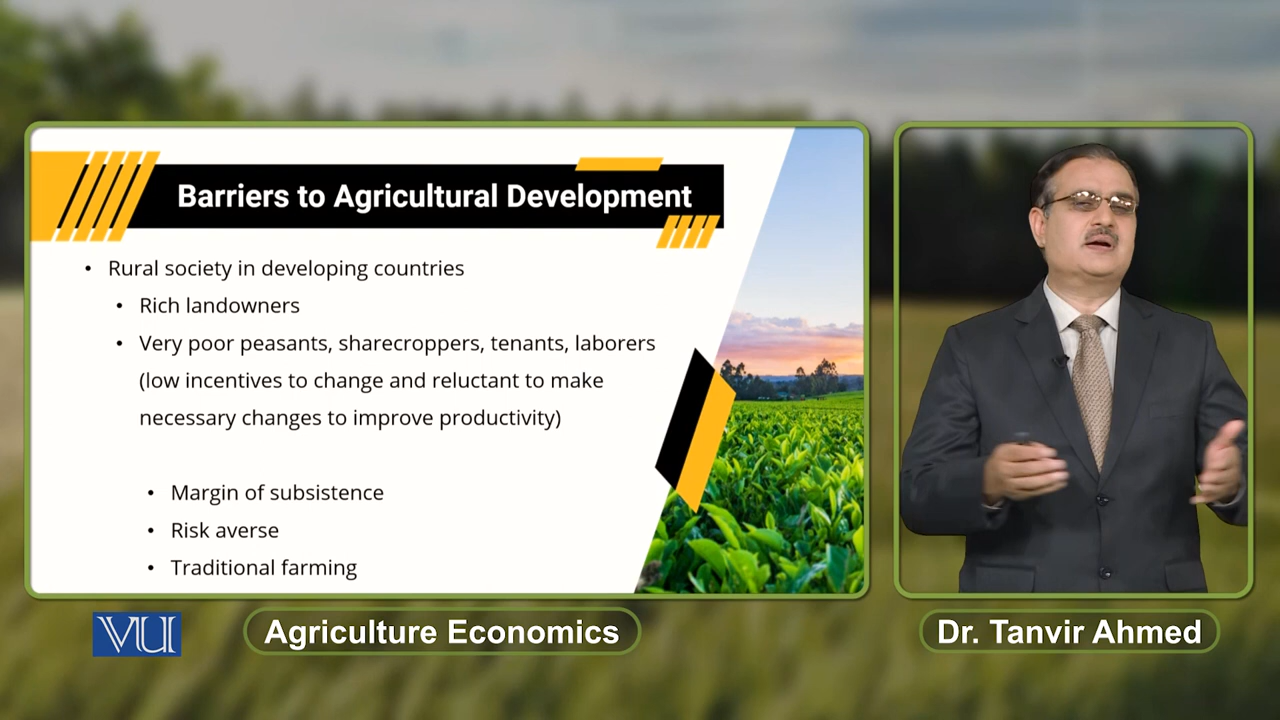 Barriers to Agricultural Development
• Rural society in developing countries
• Rich landowners
• Very poor peasants, sharecroppers, tenants, laborers
(low incentives to change and reluctant to make
necessary changes to improve productivity)
• Margin of subsistence
• Risk averse
• Traditional farming
VU
Agriculture Economics
Dr. Tanvir Ahmed